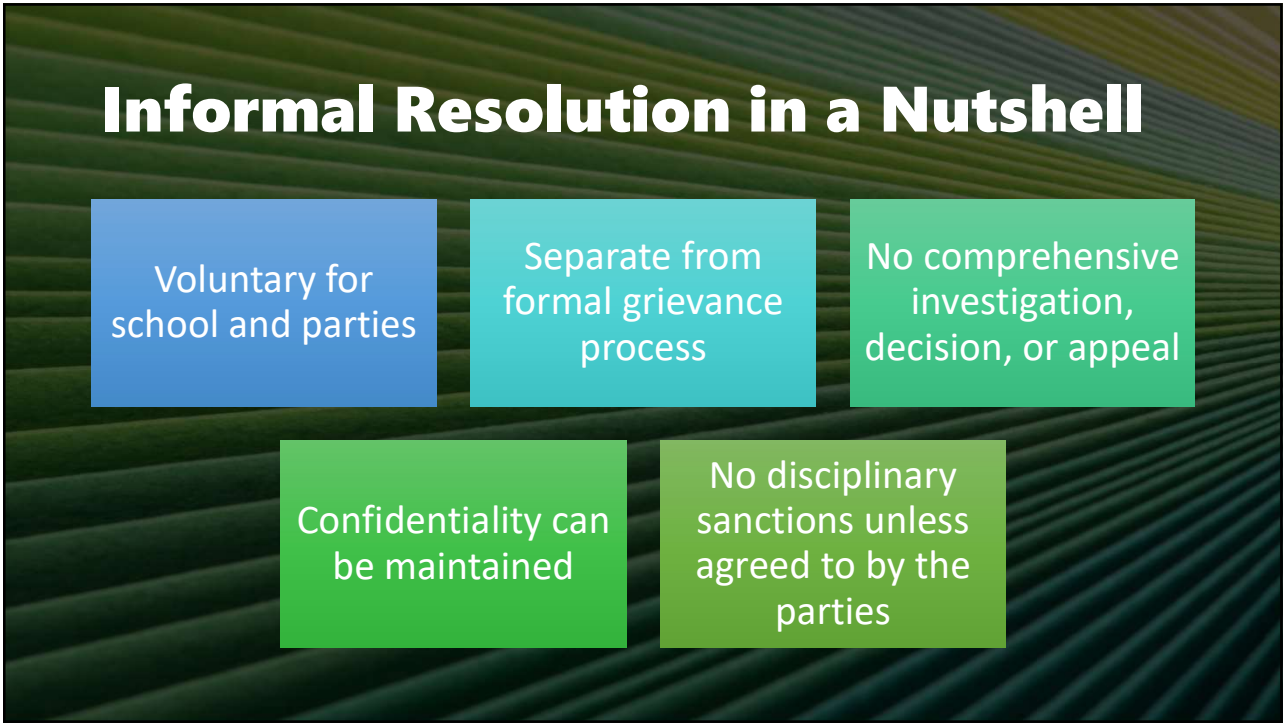 Informal Resolution in a Nutshell
Voluntary for
school and parties
Separate from
formal grievance
process
No comprehensive
investigation,
decision, or appeal
Confidentiality can
be maintained
No disciplinary
sanctions unless
agreed to by the
parties